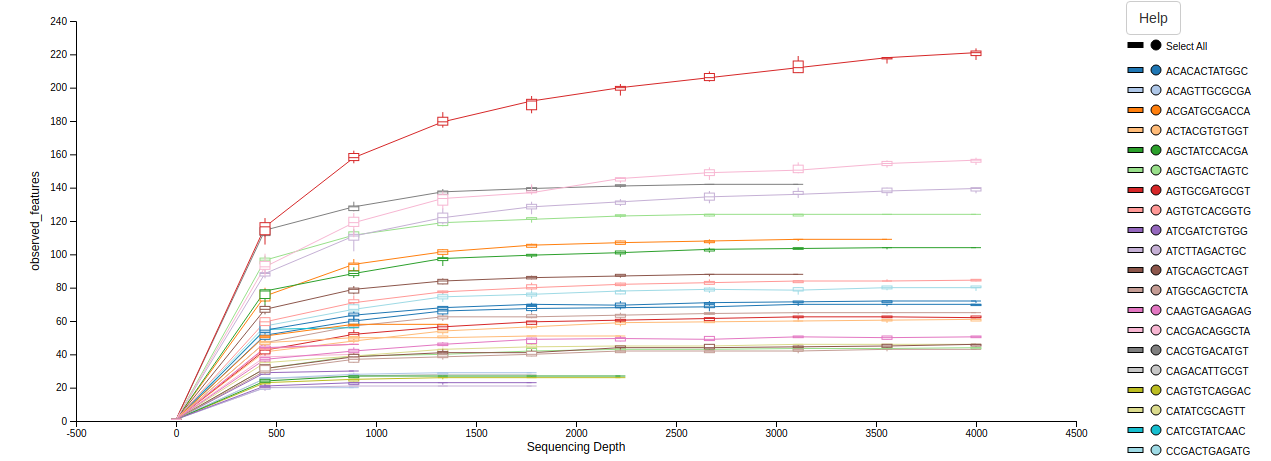 Help
Select All
ACACACTATGGC
ACAGTTGCGCGA
ACGATGCGACCA
ACTACGTGTGGT
AGCTATCCACGA
AGCTGACTAGTC
AGTGCGATGCGT
AGTGTCACGGTG
ATCGATCTGTGG
ATCTTAGACTGC
ATGCAGCTCAGT
ATGGCAGCTCTA
CAAGTGAGAGAG
CACGACAGGCTA
CACGTGACATGT
CAGACATTGCGT
CAGTGTCAGGAC
CATATCGCAGTT
CATCGTATCAAC
CCGACTGAGATG
observed_features
240
220
200
180
160
140
120
100
80
60
40
20
0
-500 0 500 1000 1500 2000 2500 3000 3500 4000 4500
Sequencing Depth